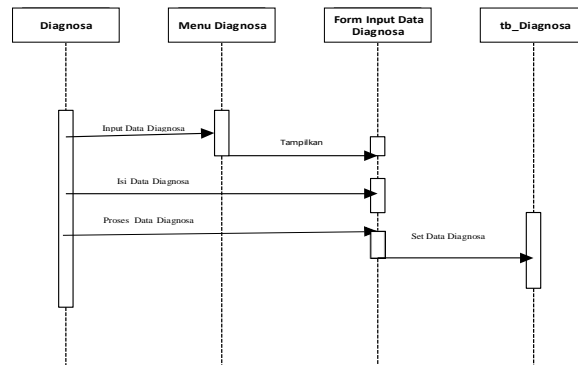 Diagnosa
Menu Diagnosa
Form Input Data
Diagnosa
tb_Diagnosa
Input Data Diagnosa
Tampilkan
Isi Data Diagnosa
Proses Data Diagnosa
Set Data Diagnosa